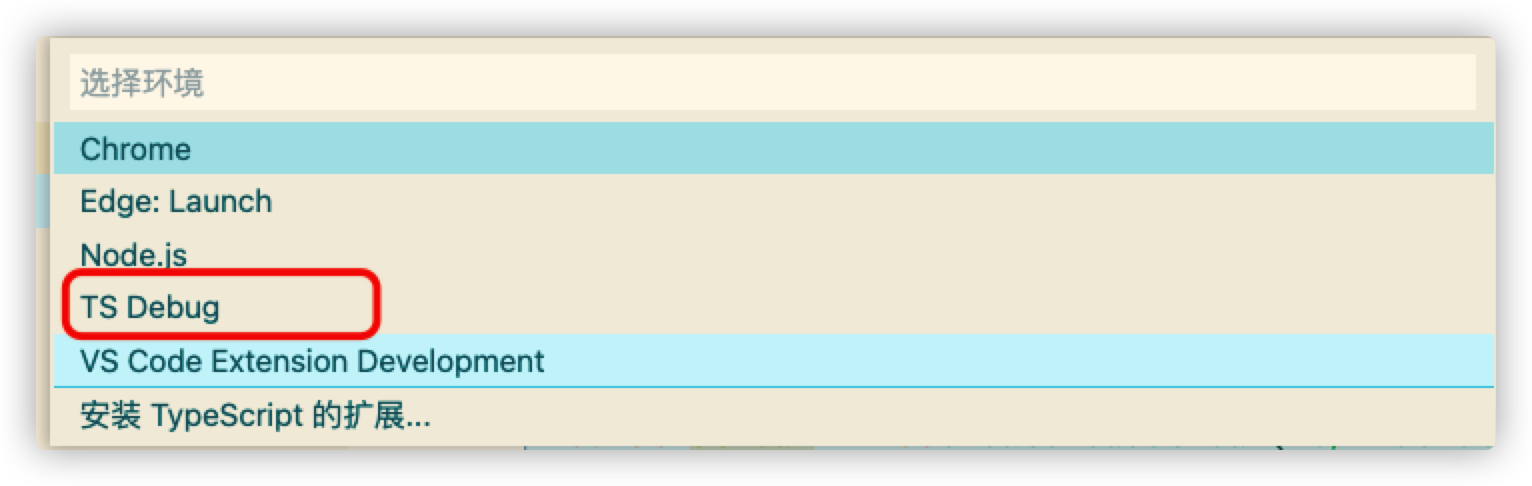 选择环境
Chrome
Edge: Launch
Node.js
TS Debug
VS Code Extension Development
安装 TypeScript 的扩展...